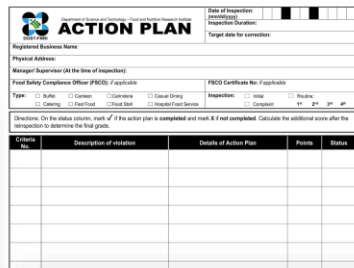 Department of Science and Technology – Food and Nutrition Research Institute
ACTION PLAN
DOST-FNRI
Date of Inspection:
(mm/dd/yyyy)
Inspection Duration:
Target date for correction:
Registered Business Name:
Physical Address:
Manager/ Supervisor (At the time of inspection):
Food Safety Compliance Officer (FSCO): if applicable
FSCO Certificate No: if applicable
Type: ☐ Buffet ☐ Canteen ☐ Carinderia ☐ Casual Dining
☐ Catering ☐ Fast Food ☐ Food Stall ☐ Hospital Food Service
Inspection: ☐ Initial ☐ Routine:
☐ Complaint 1st 2nd 3rd 4th
Directions: On the status column, mark ✓ if the action plan is completed and mark X if not completed. Calculate the additional score after the
reinspection to determine the final grade.
Criteria No. Description of violation Details of Action Plan Points Status